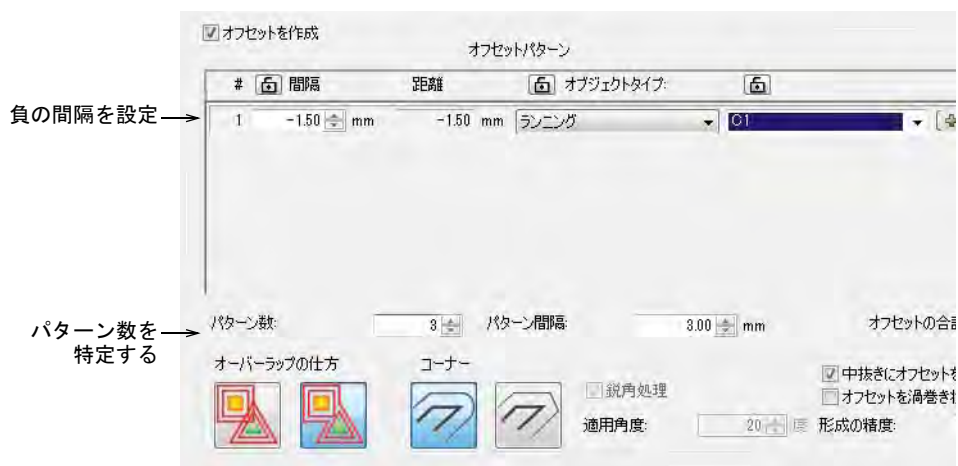 オフセットを作成
オフセットパターン
# 間隔 距離 オブジェクトタイプ:
負の間隔を設定
1 -1.50 mm -1.50 mm ランニング C1
パターン数を
特定する
パターン数: 3 パターン間隔: 3.00 mm オフセットの合計
オーバーラップの仕方 コーナー
中抜きにオフセットを
鋭角処理
オフセットを渦巻き状
適用角度: 20 度 形成の精度: